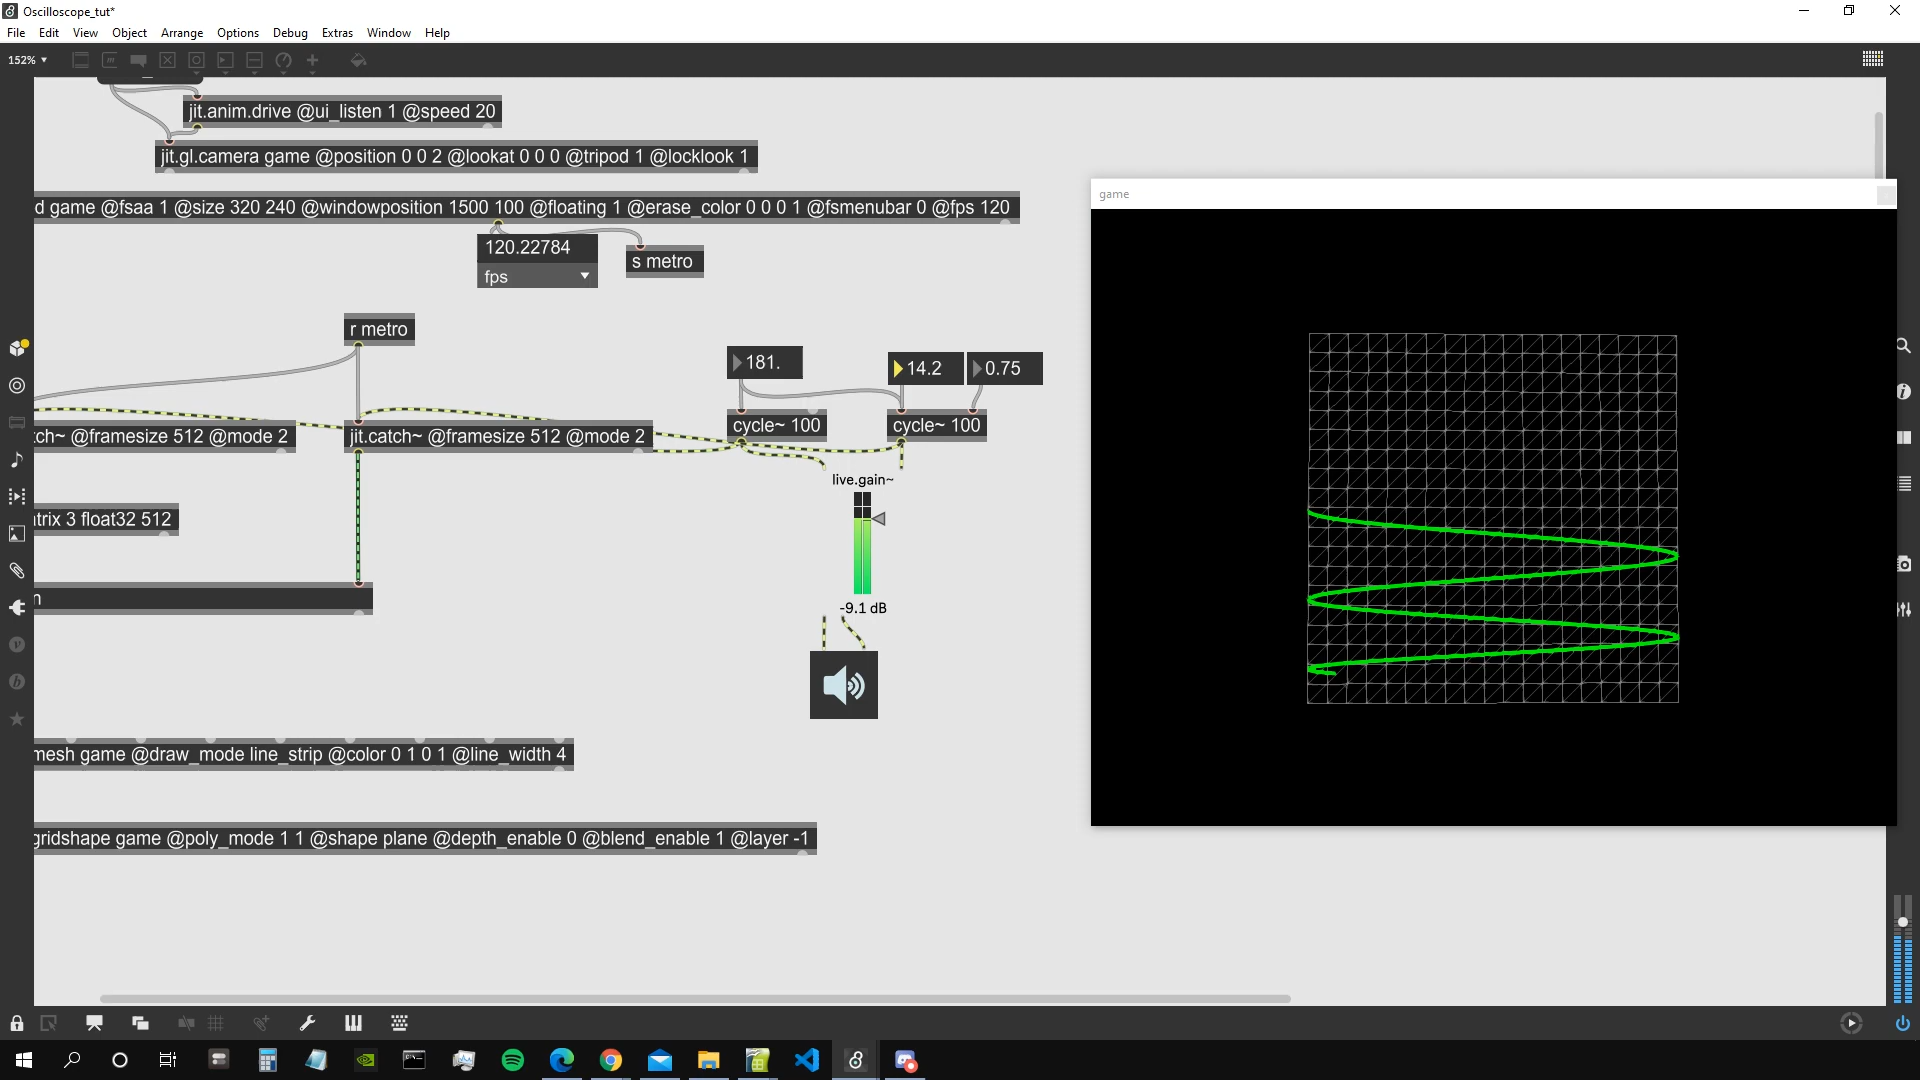 Oscilloscope_tut*
File Edit View Object Arrange Options Debug Extras Window Help
152%
jit.anim.drive @ui_listen 1 @speed 20
jit.gl.camera game @position 0 0 2 @lookat 0 0 0 @tripod 1 @locklook 1
d game @fsaa 1 @size 320 240 @windowposition 1500 100 @floating 1 @erase_color 0 0 0 1 @fsmenubar 0 @fps 120
game
120.22784
fps
s metro
r metro
181.
14.2
0.75
cycle~ 100
cycle~ 100
tch~ @framesize 512 @mode 2
jit.catch~ @framesize 512 @mode 2
live.gain~
trix 3 float32 512
n
-9.1 dB
mesh game @draw_mode line_strip @color 0 1 0 1 @line_width 4
gridshape game @poly_mode 1 1 @shape plane @depth_enable 0 @blend_enable 1 @layer -1